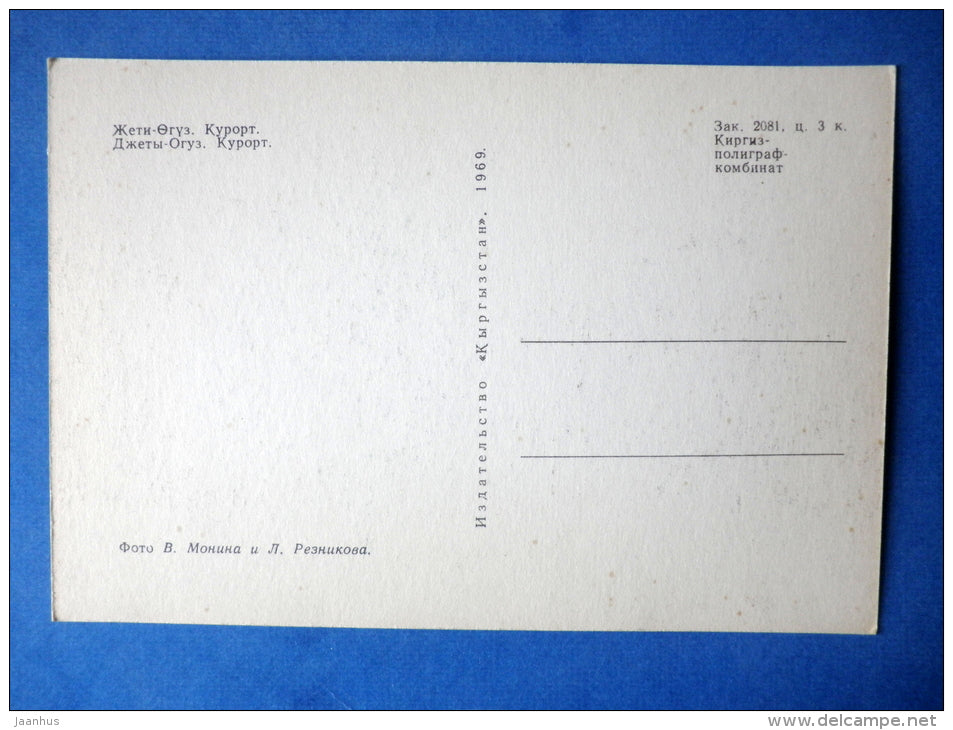 Жети-Өгүз. Курорт.
Джеты-Огуз. Курорт.
Зак. 2081, ц. 3 к.
Киргиз-
полиграф-
комбинат
Издательство «Қыргызстан». 1969.
Фото В. Монина и Л. Резникова.
jaanhus
www.delcampe.net